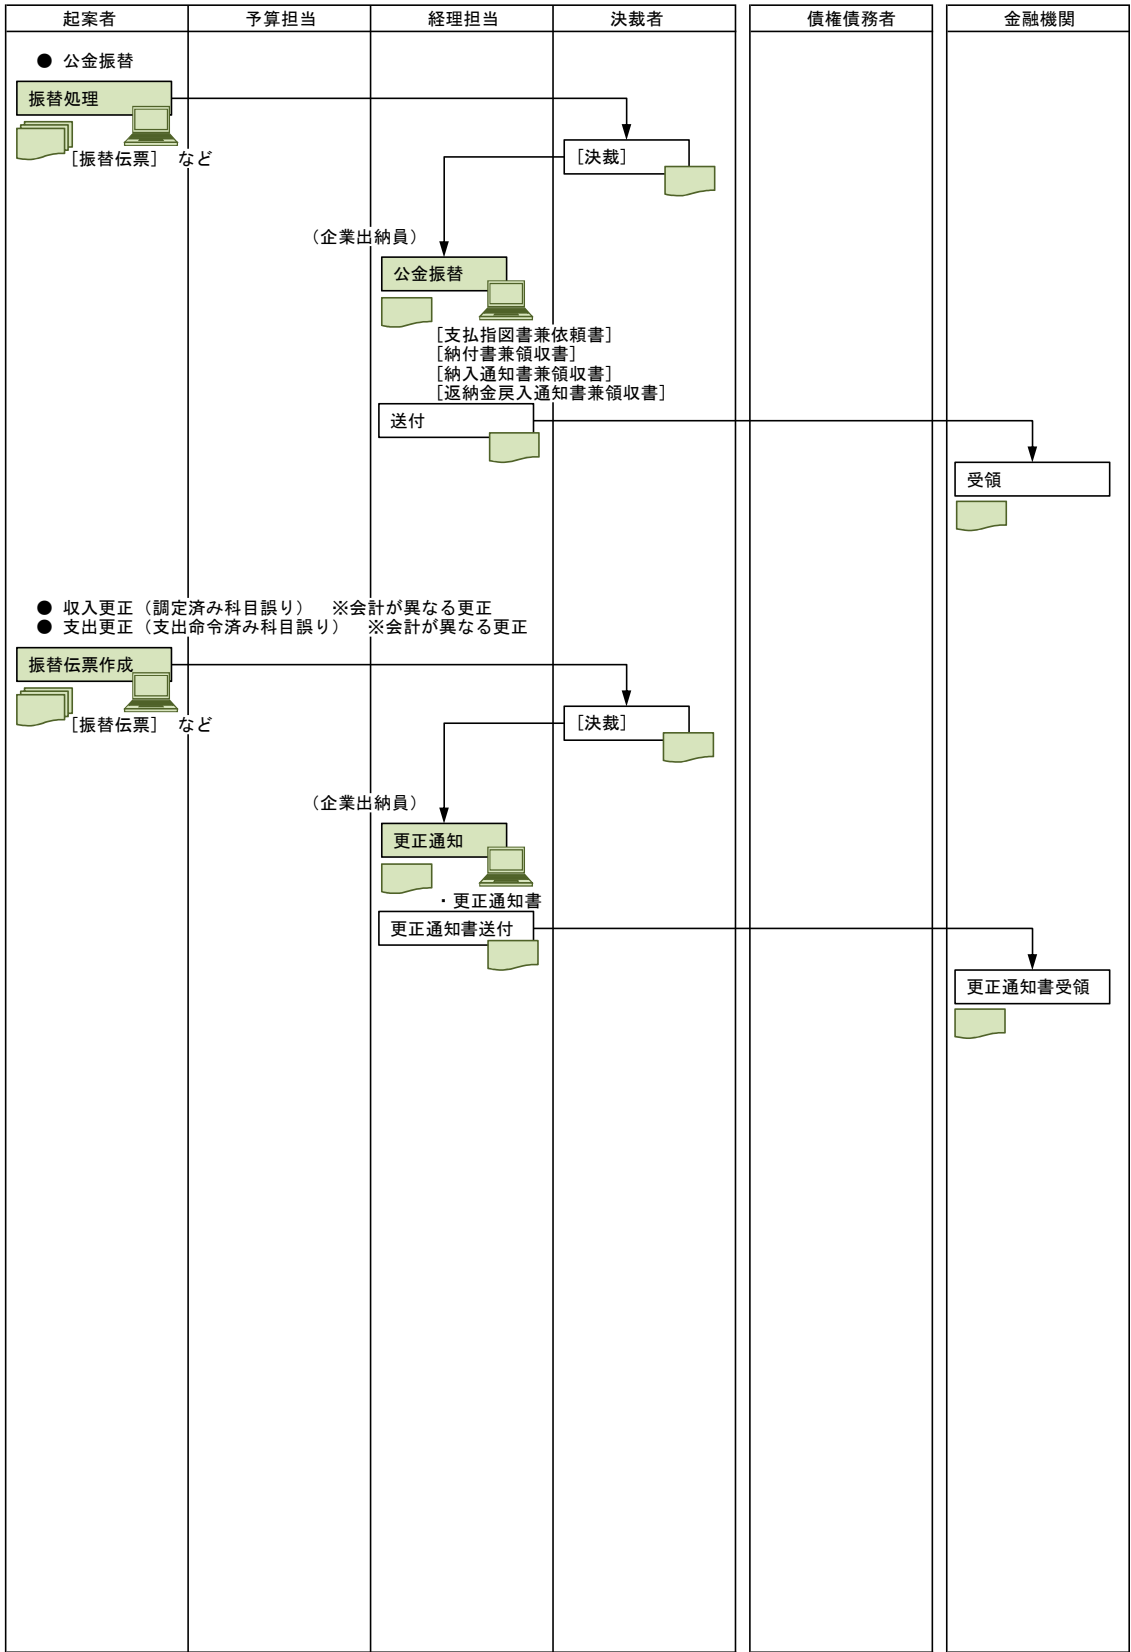 起案者 予算担当 経理担当 決裁者 債権債務者 金融機関
● 公金振替
振替処理
[振替伝票] など
[決裁]
（企業出納員）
公金振替
[支払指図書兼依頼書]
[納付書兼領収書]
[納入通知書兼領収書]
[返納金戻入通知書兼領収書]
送付
受領
● 収入更正（調定済み科目誤り） ※会計が異なる更正
● 支出更正（支出命令済み科目誤り） ※会計が異なる更正
振替伝票作成
[振替伝票] など
[決裁]
（企業出納員）
更正通知
・更正通知書
更正通知書送付
更正通知書受領